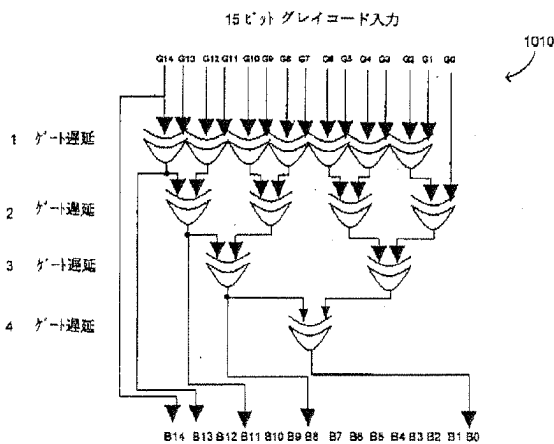 15 ビット グレイコード入力
1010
G14 G13 G12 G11 G10 G9 G8 G7 G6 G5 G4 G3 G2 G1 G0
1 ゲート遅延
2 ゲート遅延
3 ゲート遅延
4 ゲート遅延
B14 B13 B12 B11 B10 B9 B8 B7 B6 B5 B4 B3 B2 B1 B0